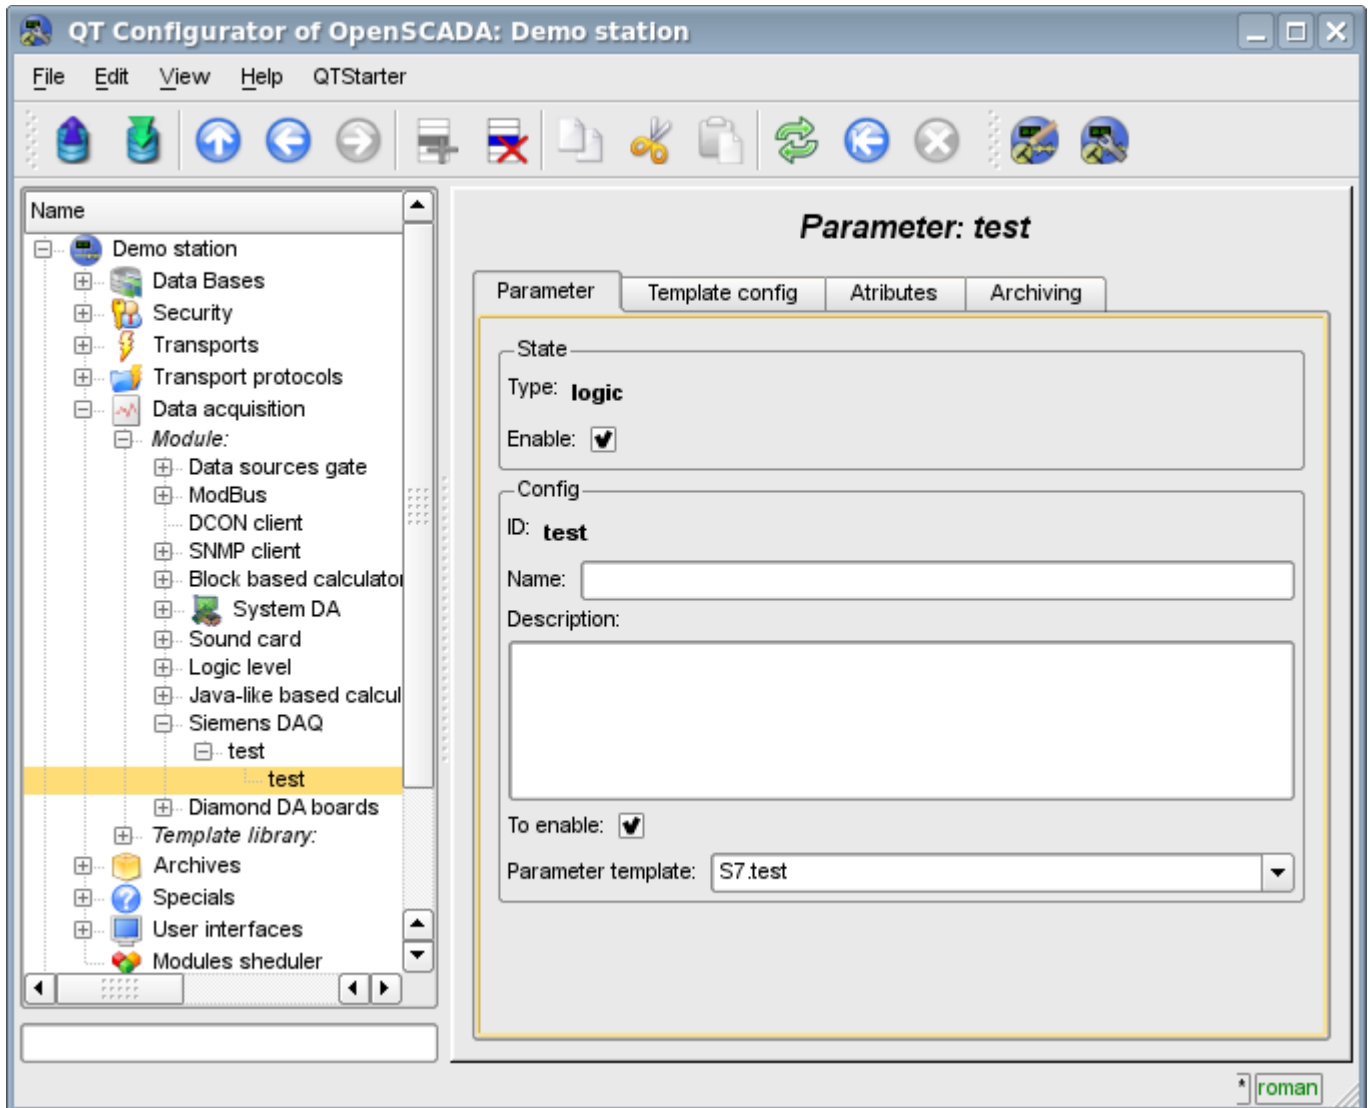 QT Configurator of OpenSCADA: Demo station
File Edit View Help QTStarter
Name
Demo station
Data Bases
Security
Transports
Transport protocols
Data acquisition
Module:
Data sources gate
ModBus
DCON client
SNMP client
Block based calculator
System DA
Sound card
Logic level
Java-like based calcul
Siemens DAQ
test
test
Diamond DA boards
Template library:
Archives
Specials
User interfaces
Modules sheduler
Parameter: test
Parameter Template config Atributes Archiving
State
Type: logic
Enable:
Config
ID: test
Name:
Description:
To enable:
Parameter template: S7.test
* roman